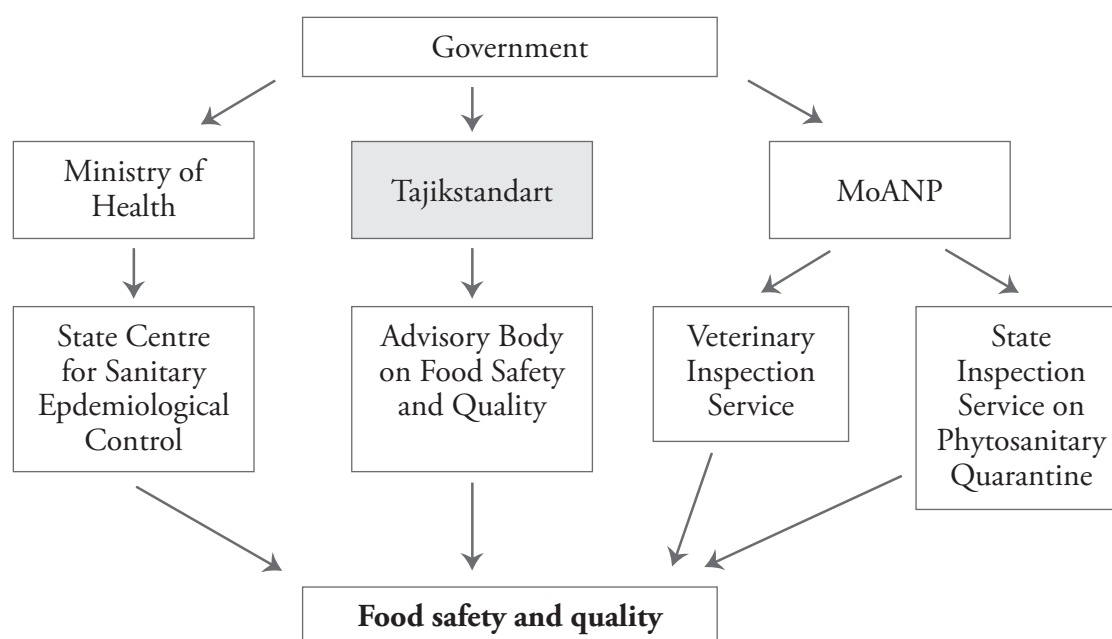 Government
Ministry of
Health
Tajikstandart
MoANP
State Centre
for Sanitary
Epdemiological
Control
Advisory Body
on Food Safety
and Quality
Veterinary
Inspection
Service
State
Inspection
Service on
Phytosanitary
Quarantine
Food safety and quality